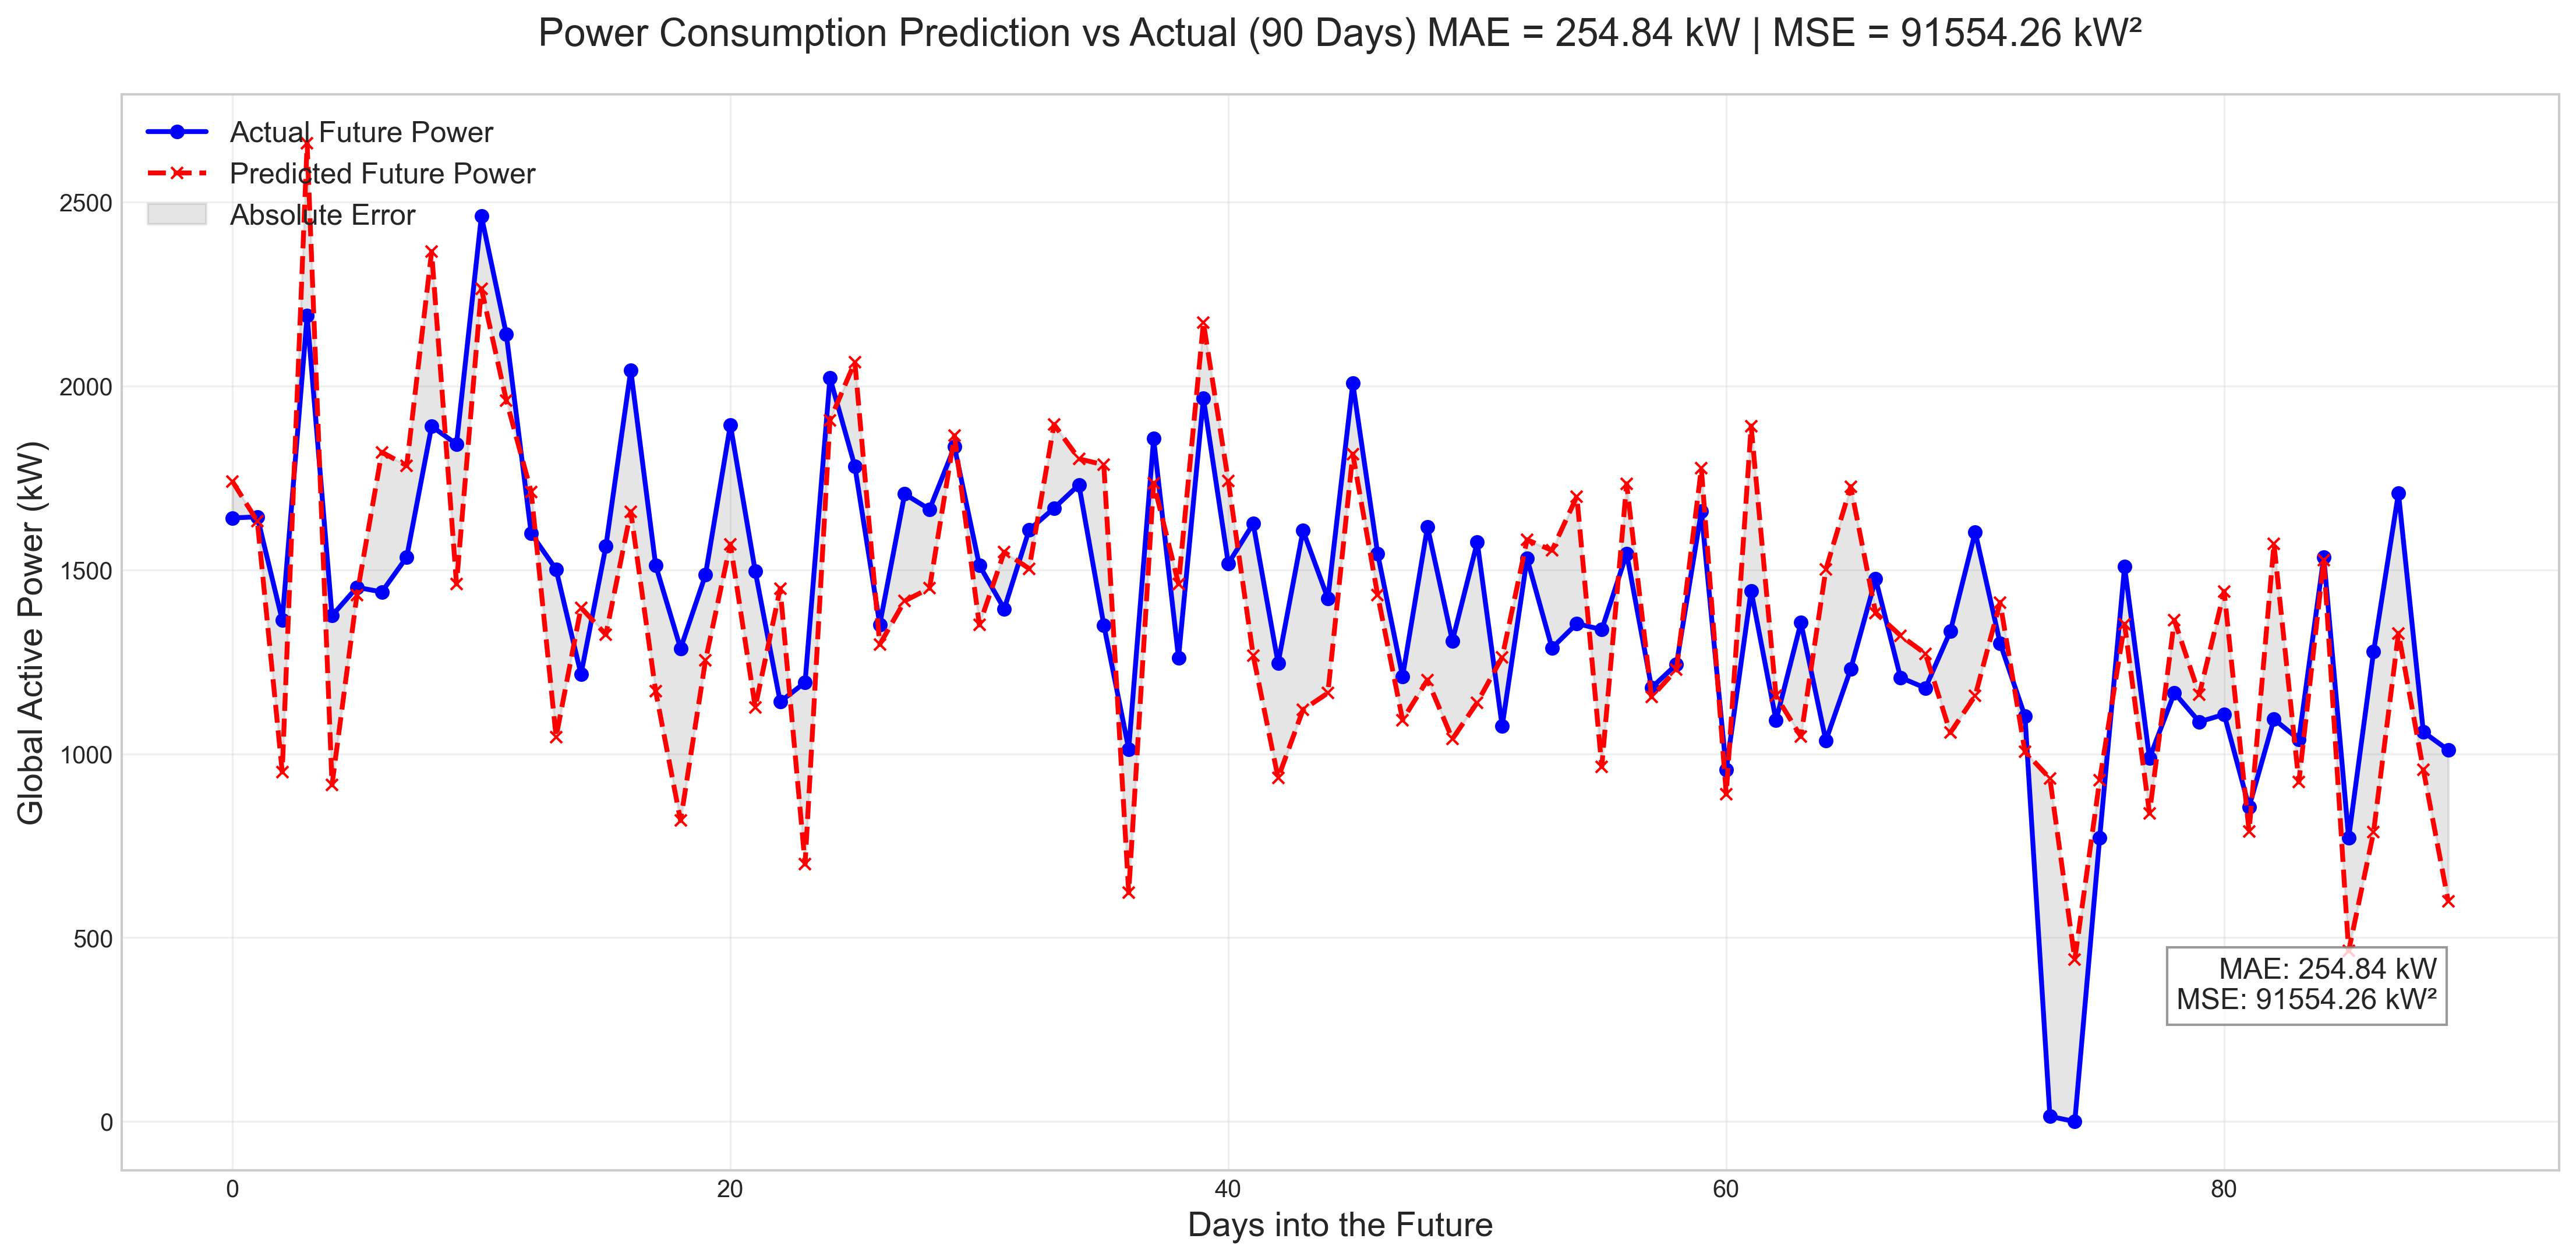 Power Consumption Prediction vs Actual (90 Days) MAE = 254.84 kW | MSE = 91554.26 kW²
Actual Future Power
Predicted Future Power
Absolute Error
Global Active Power (kW)
2500
2000
1500
1000
500
0
MAE: 254.84 kW
MSE: 91554.26 kW²
0
20
40
60
80
Days into the Future